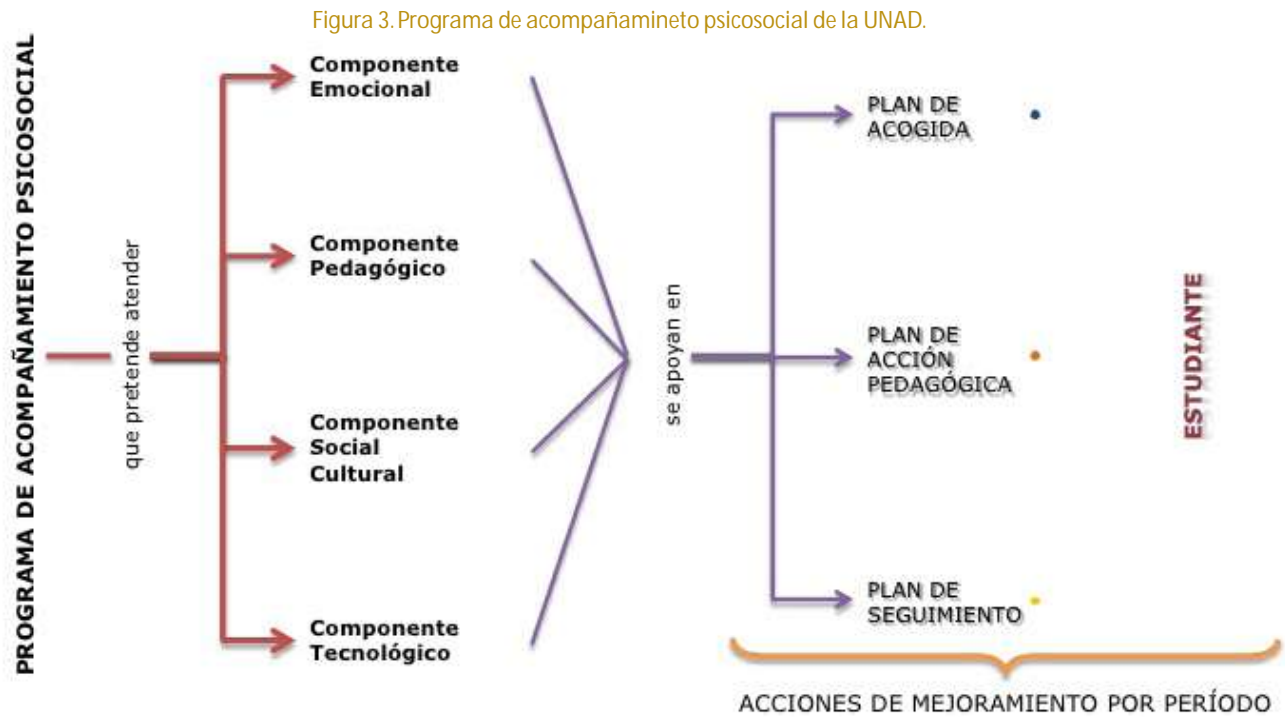 Figura 3. Programa de acompañamineto psicosocial de la UNAD.
PROGRAMA DE ACOMPAÑAMIENTO PSICOSOCIAL
que pretende atender
Componente
Emocional
Componente
Pedagógico
Componente
Social
Cultural
Componente
Tecnológico
se apoyan en
PLAN DE
ACOGIDA
PLAN DE
ACCIÓN
PEDAGÓGICA
PLAN DE
SEGUIMIENTO
ESTUDIANTE
ACCIONES DE MEJORAMIENTO POR PERÍODO